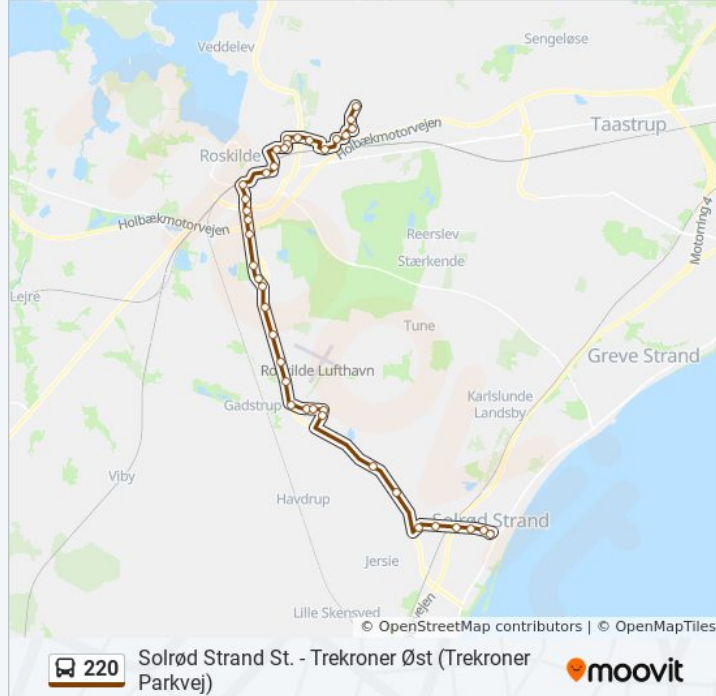 Veddelev
Sengeløse
Taastrup
Holbækmotorvejen
Roskilde
Motorring 4
Holbækmotorvejen
Reerslev
Stærkende
Lejre
Tune
Greve Strand
Roskilde Lufthavn
Karlslunde
Landsby
Gadstrup
Viby
Havdrup
Solrød Strand
Jersie
Lille Skensved
vejen
© OpenStreetMap contributors | © OpenMapTiles
220
Solrød Strand St. - Trekroner Øst (Trekroner
Parkvej)
moovit